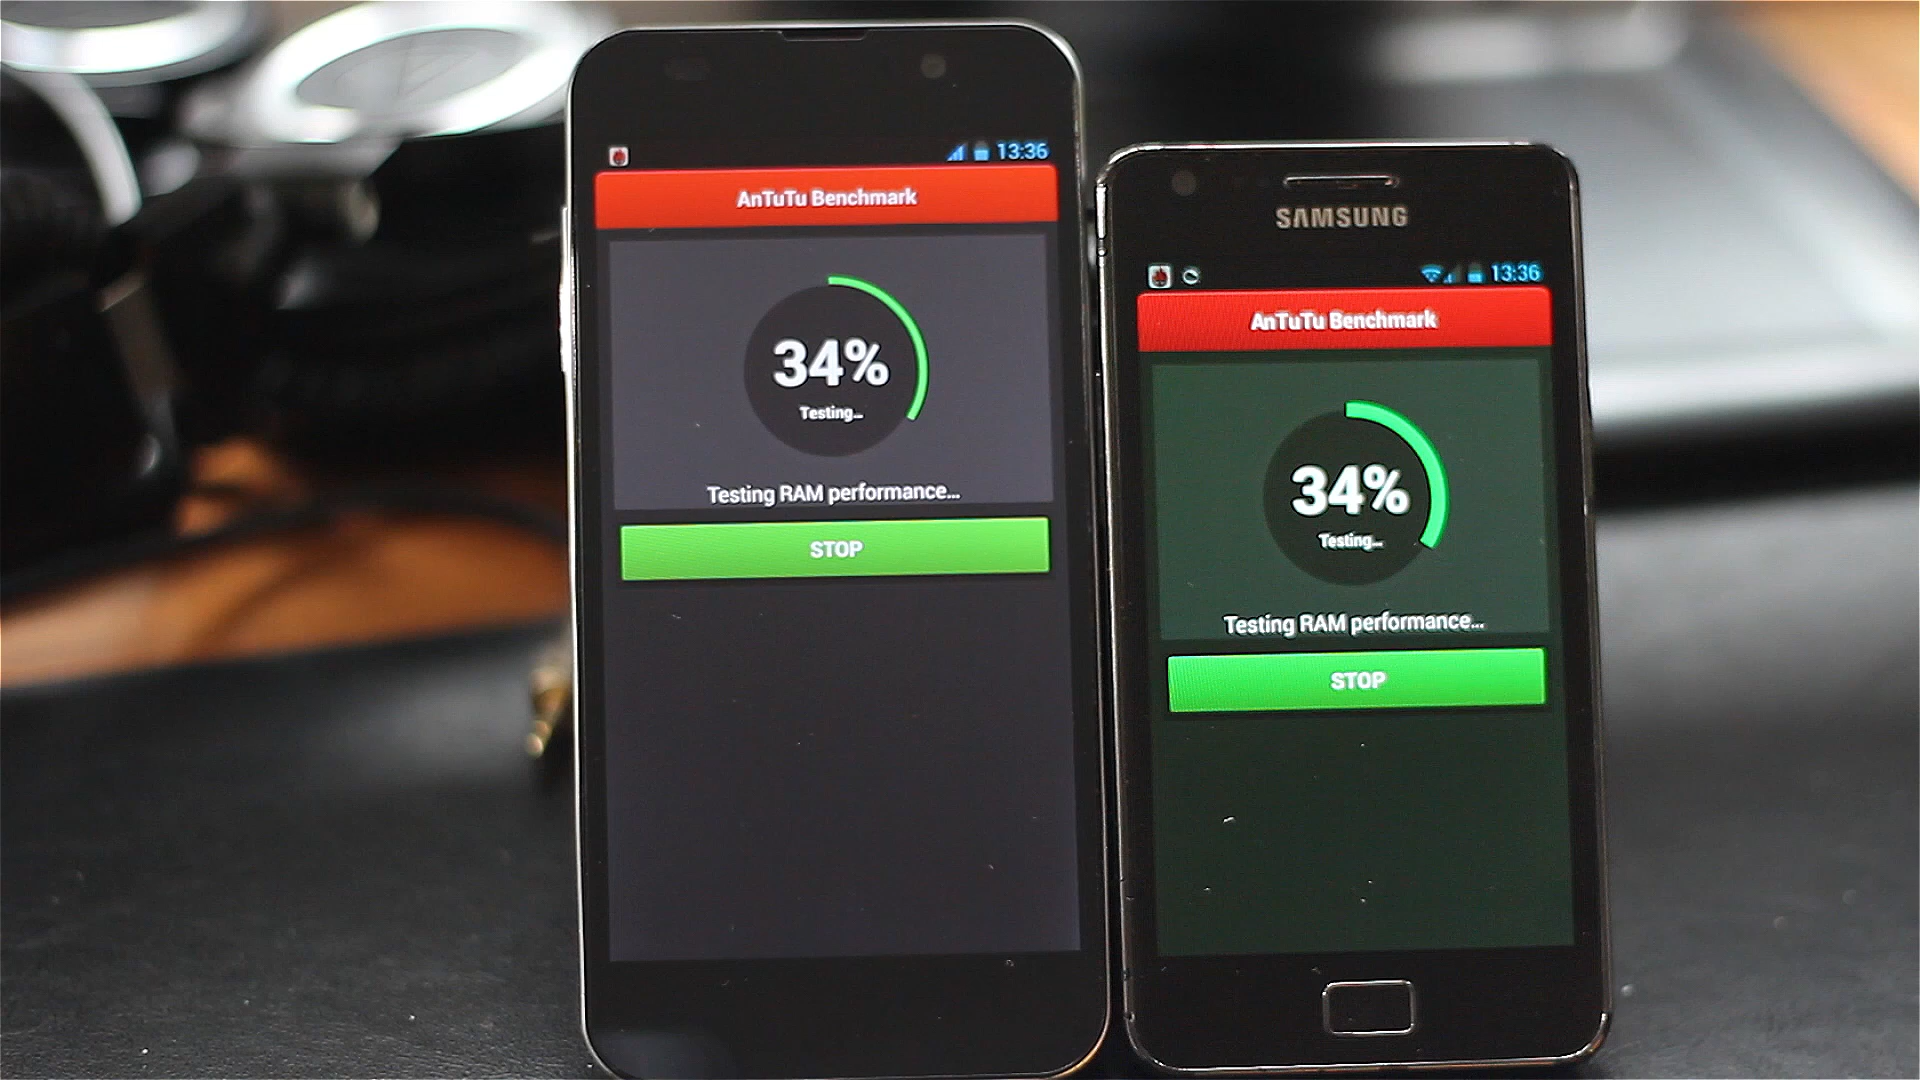 13:36
AnTuTu Benchmark
34%
Testing...
Testing RAM performance...
STOP
SAMSUNG
13:36
AnTuTu Benchmark
34%
Testing...
Testing RAM performance...
STOP